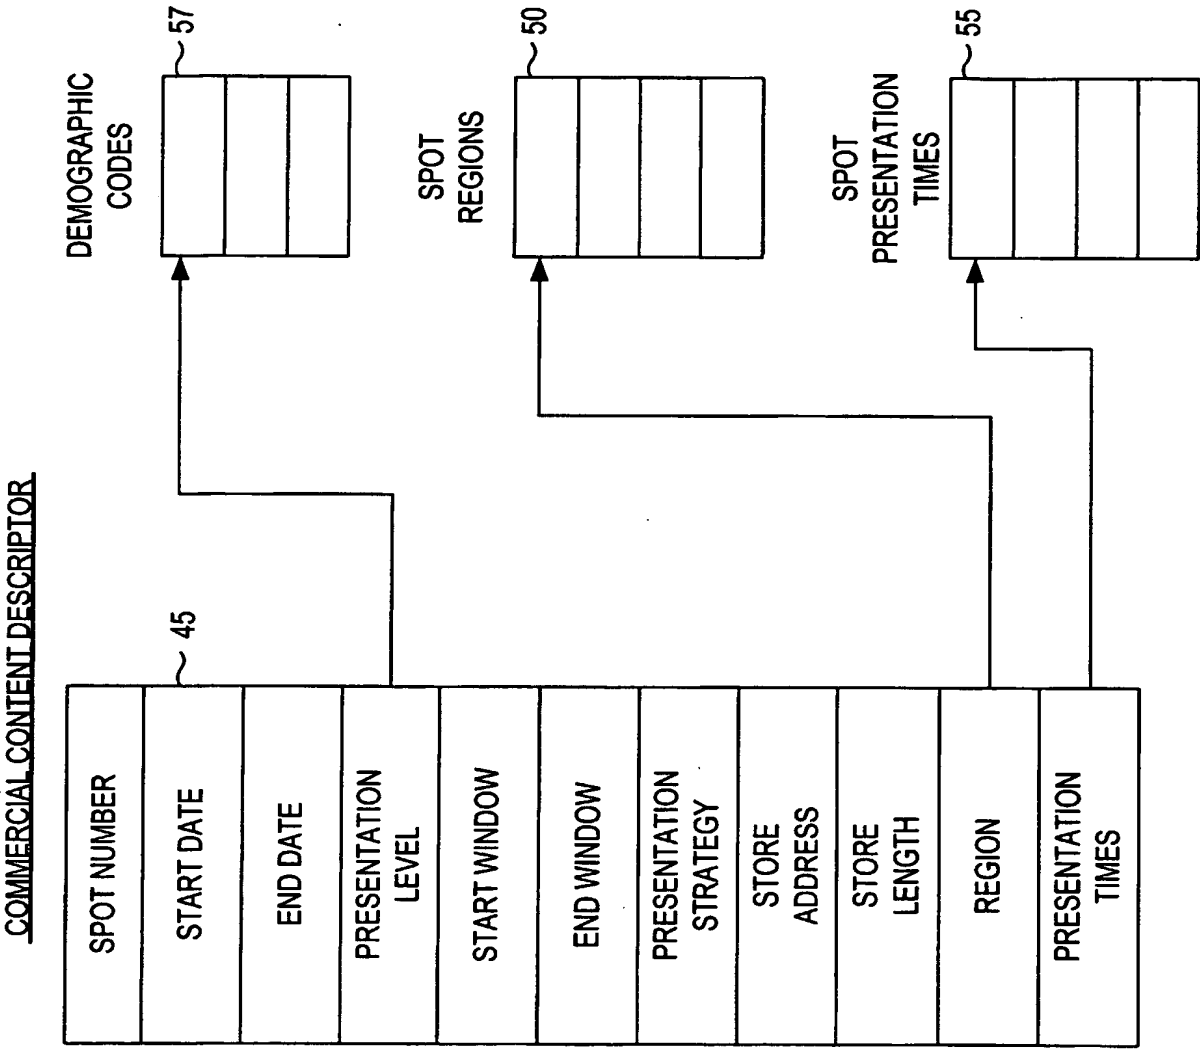 COMMERCIAL CONTENT DESCRIPTOR
45
SPOT NUMBER
START DATE
END DATE
PRESENTATION
LEVEL
START WINDOW
END WINDOW
PRESENTATION
STRATEGY
STORE
ADDRESS
STORE
LENGTH
REGION
PRESENTATION
TIMES
DEMOGRAPHIC
CODES
57
SPOT
REGIONS
50
SPOT
PRESENTATION
TIMES
55